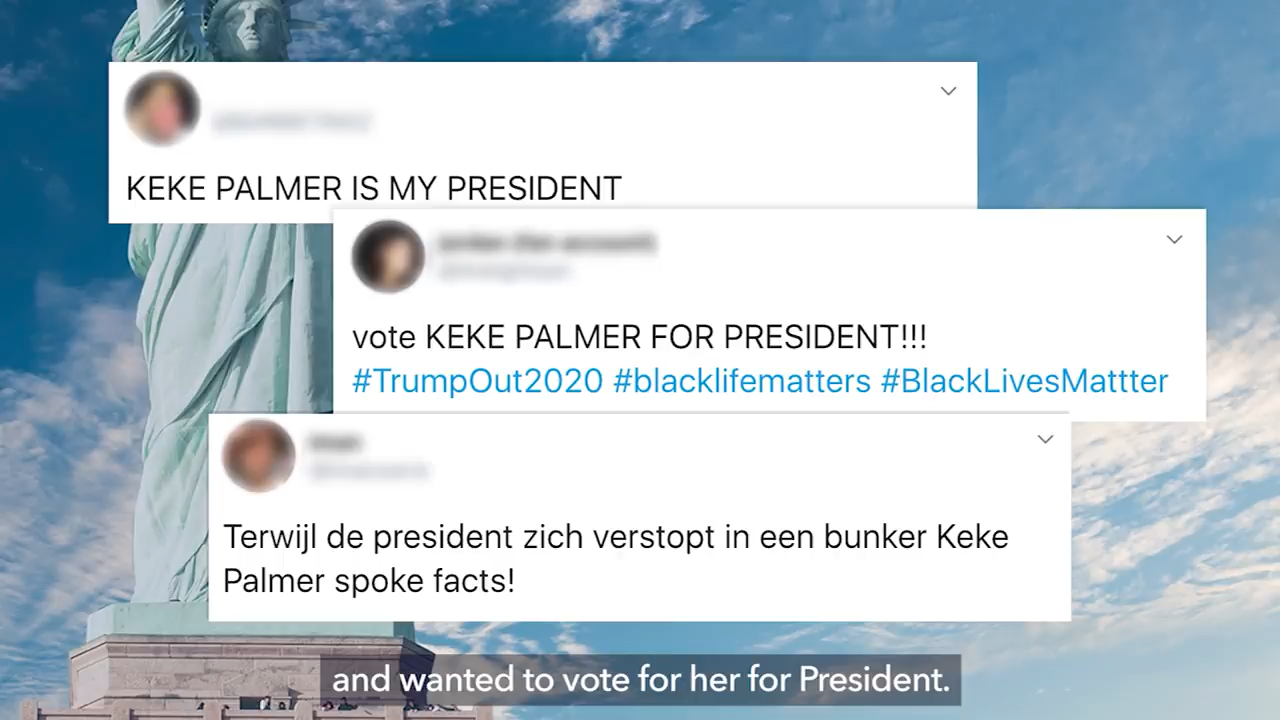 KEKE PALMER IS MY PRESIDENT
vote KEKE PALMER FOR PRESIDENT!!!
#TrumpOut2020 #blacklifematters #BlackLivesMattter
Terwijl de president zich verstopt in een bunker Keke
Palmer spoke facts!
and wanted to vote for her for President.